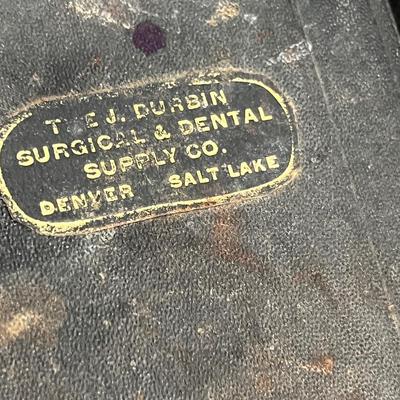 THE J. DURBIN
SURGICAL & DENTAL
SUPPLY CO.
DENVER SALT LAKE